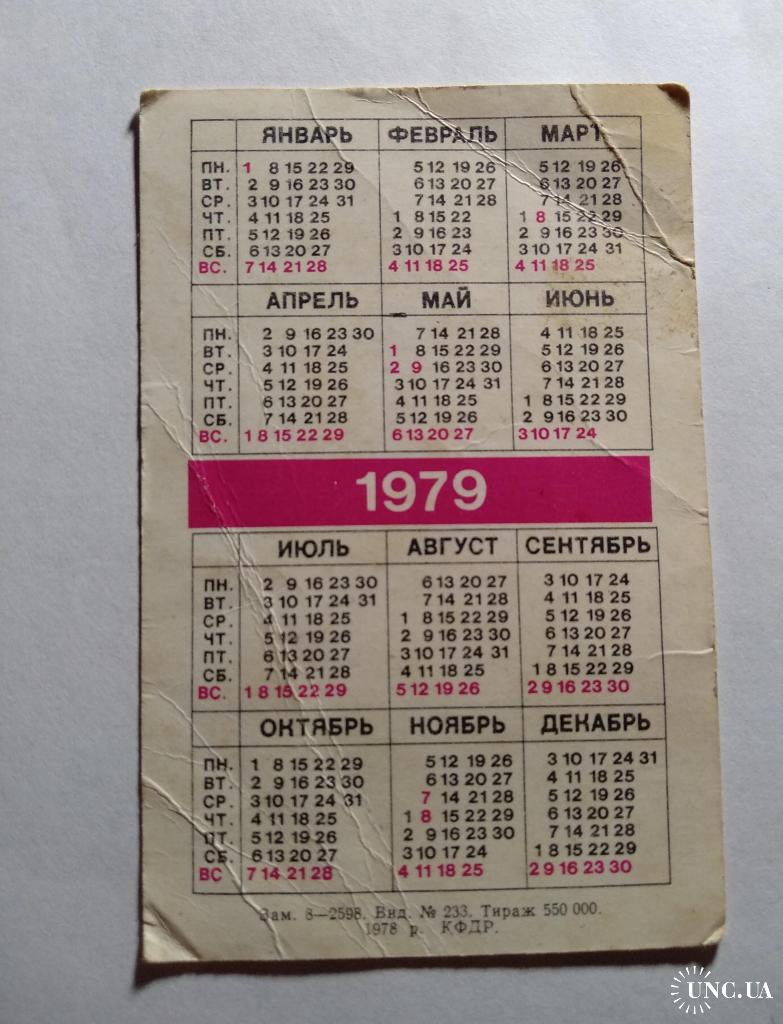 ЯНВАРЬ ФЕВРАЛЬ МАРТ
ПН. 1 8 15 22 29 5 12 19 26 5 12 19 26
ВТ. 2 9 16 23 30 6 13 20 27 6 13 20 27
СР. 3 10 17 24 31 7 14 21 28 7 14 21 28
ЧТ. 4 11 18 25 1 8 15 22 1 8 15 22 29
ПТ. 5 12 19 26 2 9 16 23 2 9 16 23 30
СБ. 6 13 20 27 3 10 17 24 3 10 17 24 31
ВС. 7 14 21 28 4 11 18 25 4 11 18 25
АПРЕЛЬ МАЙ ИЮНЬ
ПН. 2 9 16 23 30 7 14 21 28 4 11 18 25
ВТ. 3 10 17 24 1 8 15 22 29 5 12 19 26
СР. 4 11 18 25 2 9 16 23 30 6 13 20 27
ЧТ. 5 12 19 26 3 10 17 24 31 7 14 21 28
ПТ. 6 13 20 27 4 11 18 25 1 8 15 22 29
СБ. 7 14 21 28 5 12 19 26 2 9 16 23 30
ВС. 1 8 15 22 29 6 13 20 27 3 10 17 24
1979
ИЮЛЬ АВГУСТ СЕНТЯБРЬ
ПН. 2 9 16 23 30 6 13 20 27 3 10 17 24
ВТ. 3 10 17 24 31 7 14 21 28 4 11 18 25
СР. 4 11 18 25 1 8 15 22 29 5 12 19 26
ЧТ. 5 12 19 26 2 9 16 23 30 6 13 20 27
ПТ. 6 13 20 27 3 10 17 24 31 7 14 21 28
СБ. 7 14 21 28 4 11 18 25 1 8 15 22 29
ВС. 1 8 15 22 29 5 12 19 26 2 9 16 23 30
ОКТЯБРЬ НОЯБРЬ ДЕКАБРЬ
ПН. 1 8 15 22 29 5 12 19 26 3 10 17 24 31
ВТ. 2 9 16 23 30 6 13 20 27 4 11 18 25
СР. 3 10 17 24 31 7 14 21 28 5 12 19 26
ЧТ. 4 11 18 25 1 8 15 22 29 6 13 20 27
ПТ. 5 12 19 26 2 9 16 23 30 7 14 21 28
СБ. 6 13 20 27 3 10 17 24 1 8 15 22 29
ВС 7 14 21 28 4 11 18 25 2 9 16 23 30
Зам. 8—2598. Вид. № 233. Тираж 550 000.
1978 р. КФДР.
UNC.UA